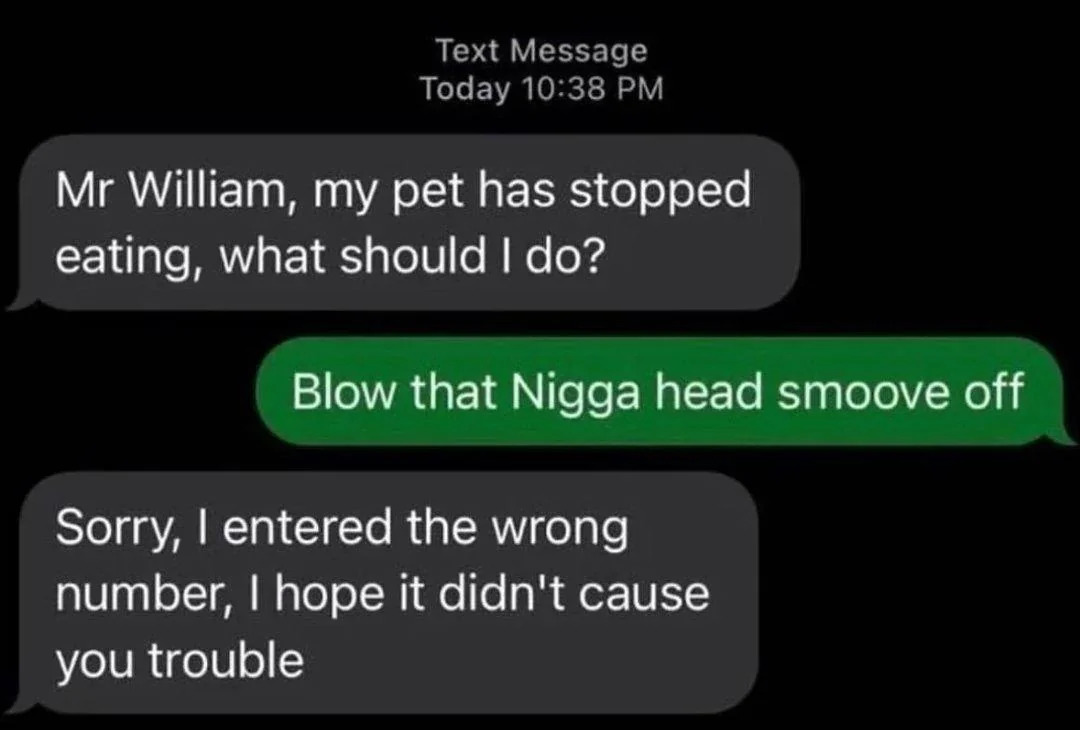 Text Message
Today 10:38 PM
Mr William, my pet has stopped
eating, what should I do?
Blow that Nigga head smoove off
Sorry, I entered the wrong
number, I hope it didn't cause
you trouble